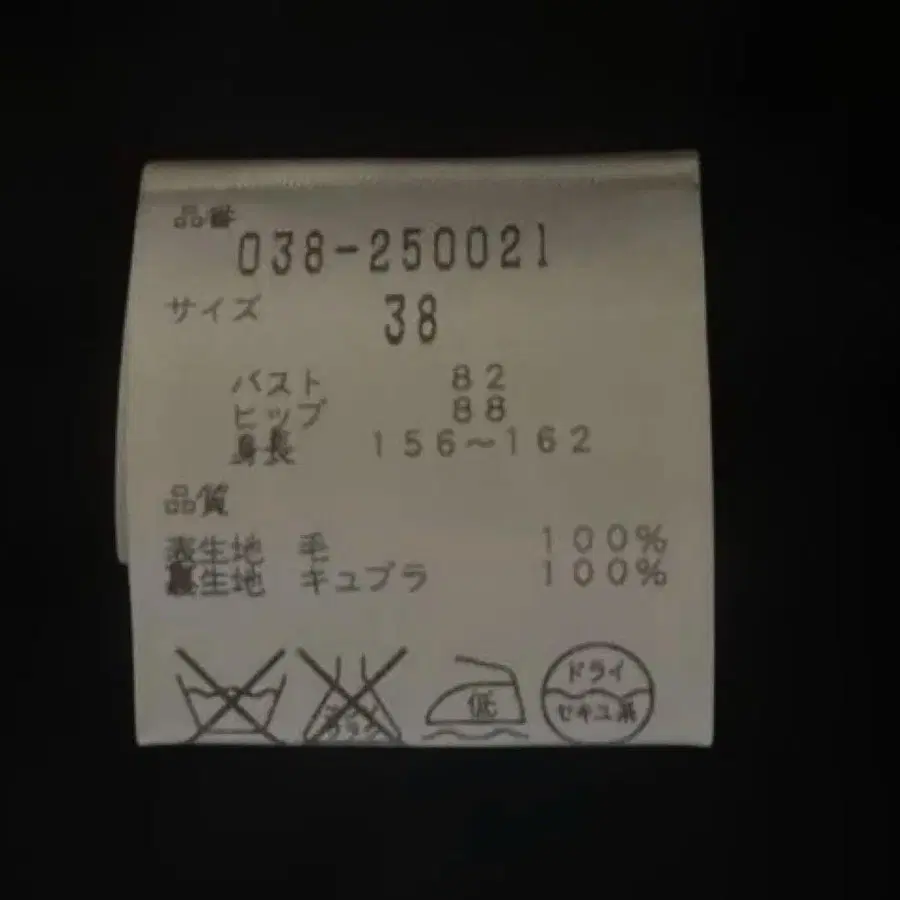 品番
038-250021
サイズ 38
バスト 82
ヒップ 88
身長 156〜162
品質
表生地 毛 100%
裏生地 キュプラ 100%
低
ドライ
セキユ系